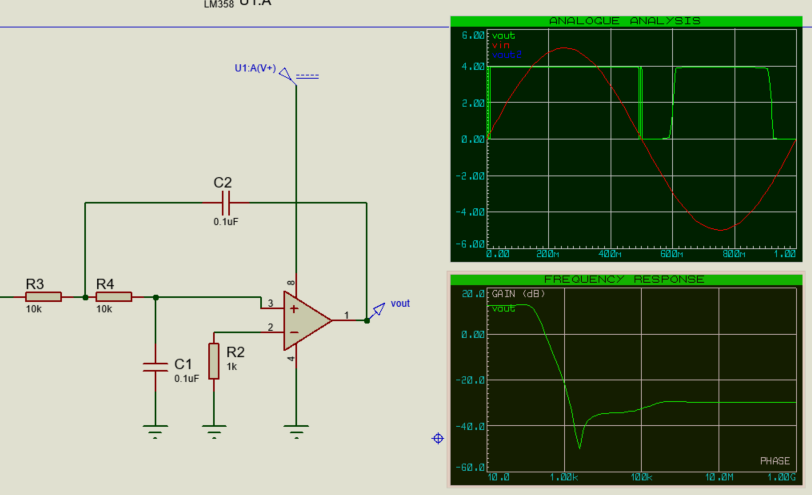 LM358 U1:A
U1:A(V+)
C2
0.1uF
R3
10k
R4
10k
8
3
2
1
4
vout
R2
1k
C1
0.1uF
ANALOGUE ANALYSIS
6.00
vout
vin
4.00
2.00
0.00
-2.00
-4.00
-6.00
0.00 200m 400m 600m 800m 1.00
FREQUENCY RESPONSE
20.0
GAIN (dB)
vout
0.00
-20.0
-40.0
-60.0
PHASE
10.0 1.00k 100k 10.0M 1.00G